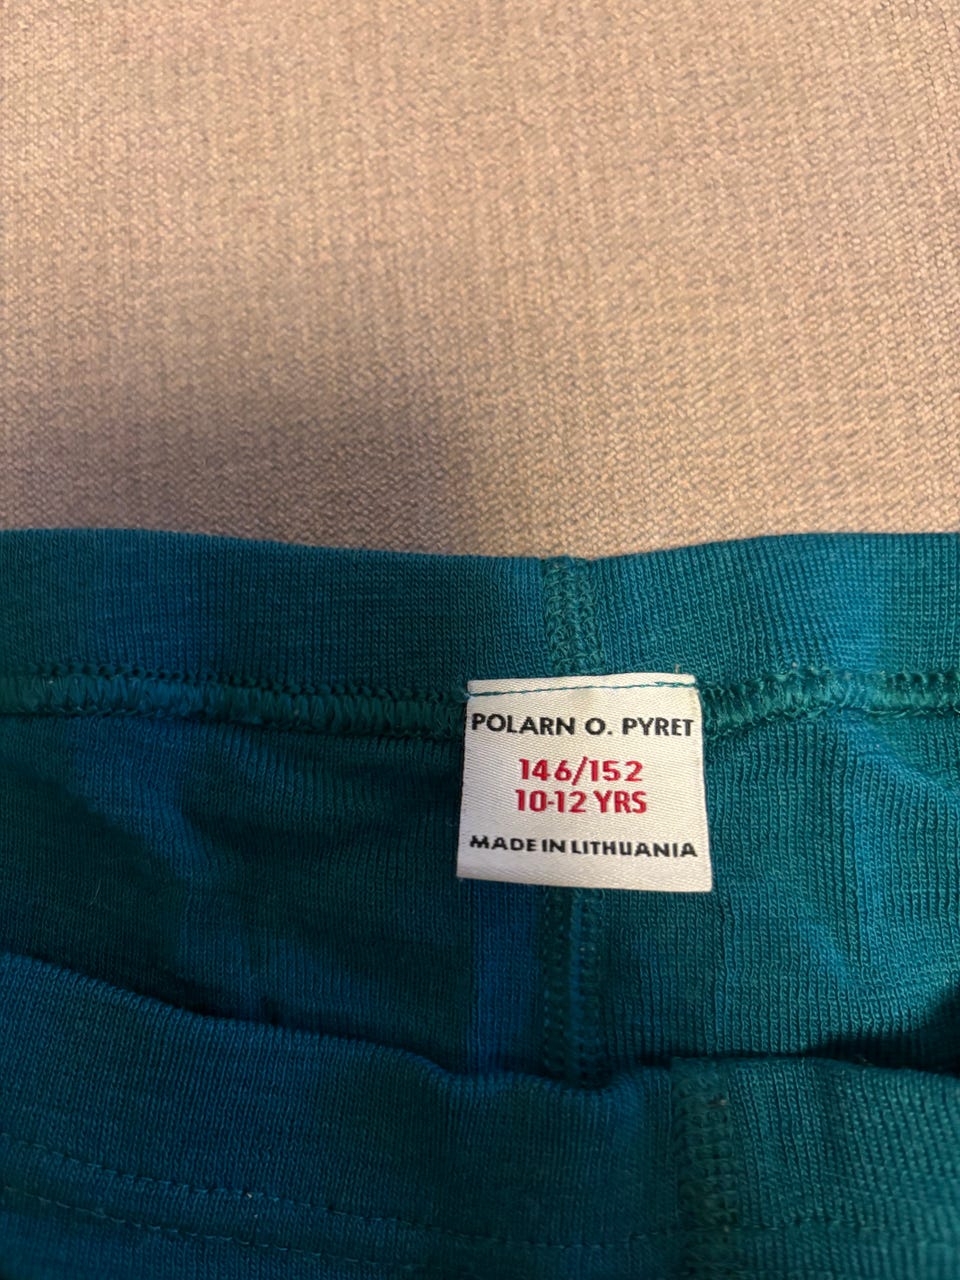 POLARN O. PYRET
146/152
10-12 YRS
MADE IN LITHUANIA